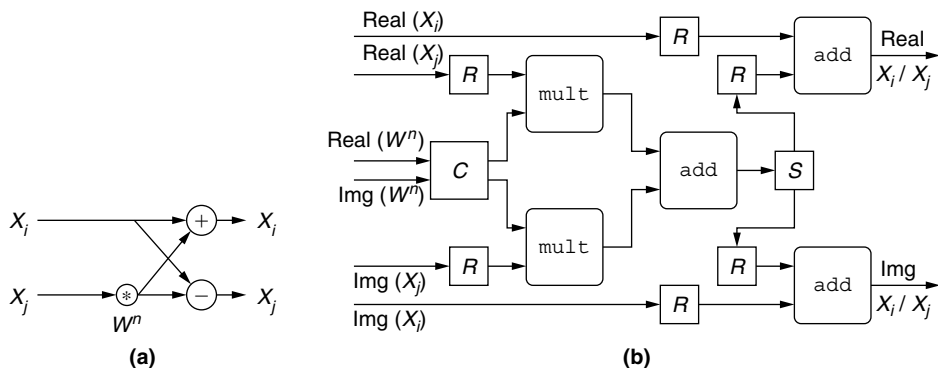 X_i
X_j
W^n
*
+
−
X_i
X_j
(a)
Real (X_i)
Real (X_j)
Real (W^n)
Img (W^n)
Img (X_j)
Img (X_i)
R
R
C
R
mult
mult
R
R
add
R
R
S
add
add
Real
X_i / X_j
Img
X_i / X_j
(b)